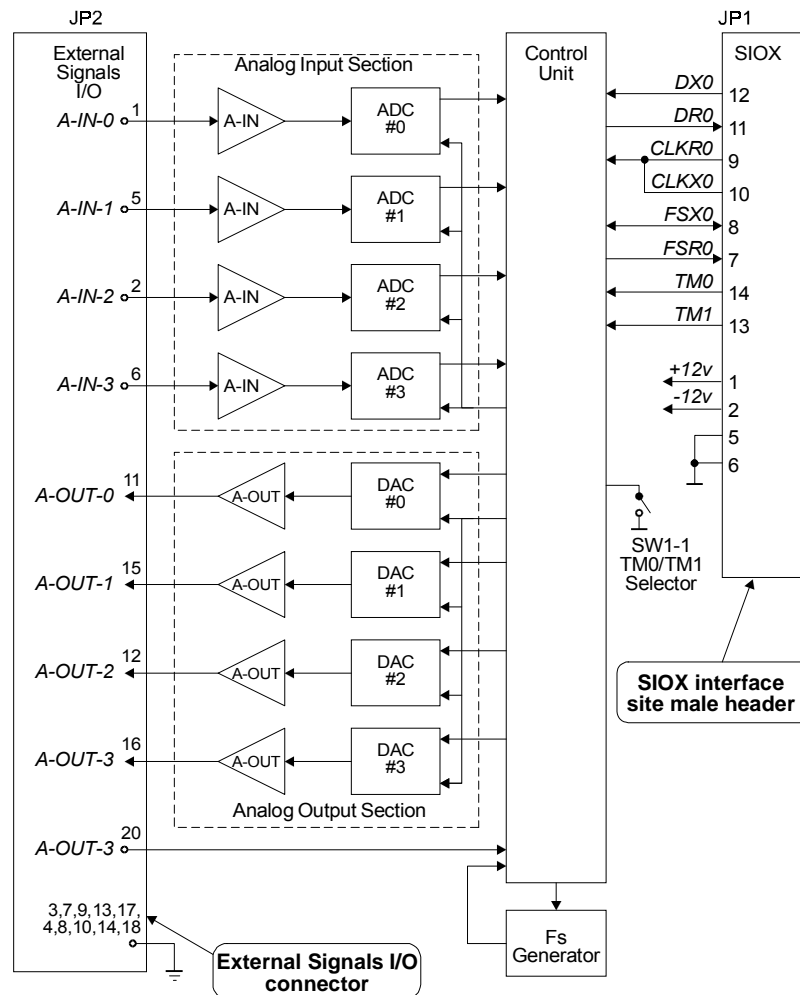 JP2
JP1
External
Signals
I/O
Analog Input Section
Control
Unit
SIOX
A-IN-0
1
A-IN
ADC
#0
A-IN-1
5
A-IN
ADC
#1
A-IN-2
2
A-IN
ADC
#2
A-IN-3
6
A-IN
ADC
#3
DX0
12
DR0
11
CLKR0
9
CLKX0
10
FSX0
8
FSR0
7
TM0
14
TM1
13
+12v
1
-12v
2
5
6
A-OUT-0
11
A-OUT
DAC
#0
A-OUT-1
15
A-OUT
DAC
#1
A-OUT-2
12
A-OUT
DAC
#2
A-OUT-3
16
A-OUT
DAC
#3
Analog Output Section
SW1-1
TM0/TM1
Selector
SIOX interface
site male header
A-OUT-3
20
3,7,9,13,17,
4,8,10,14,18
External Signals I/O
connector
Fs
Generator